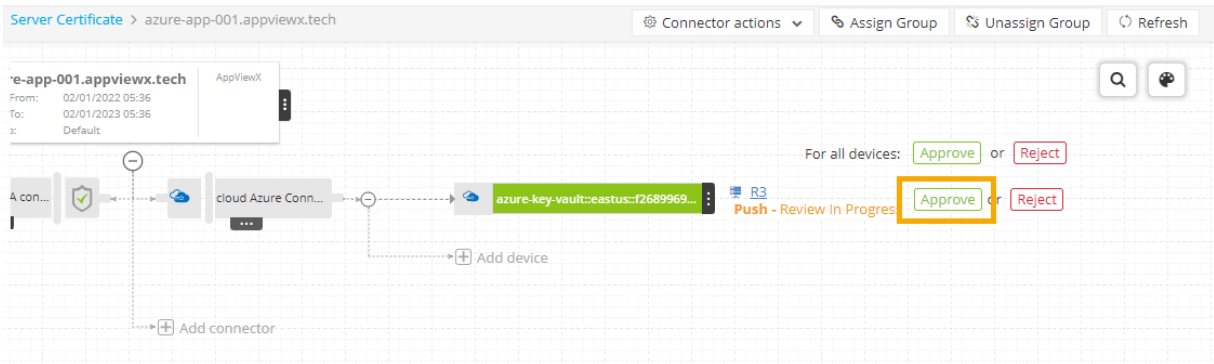 Server Certificate > azure-app-001.appviewx.tech
Connector actions
Assign Group
Unassign Group
Refresh
re-app-001.appviewx.tech
AppViewX
From: 02/01/2022 05:36
To: 02/01/2023 05:36
Default
For all devices: Approve or Reject
A con...
cloud Azure Conn...
azure-key-vault::eastus::f2689969...
R3
Push - Review In Progress
Approve or Reject
Add device
Add connector